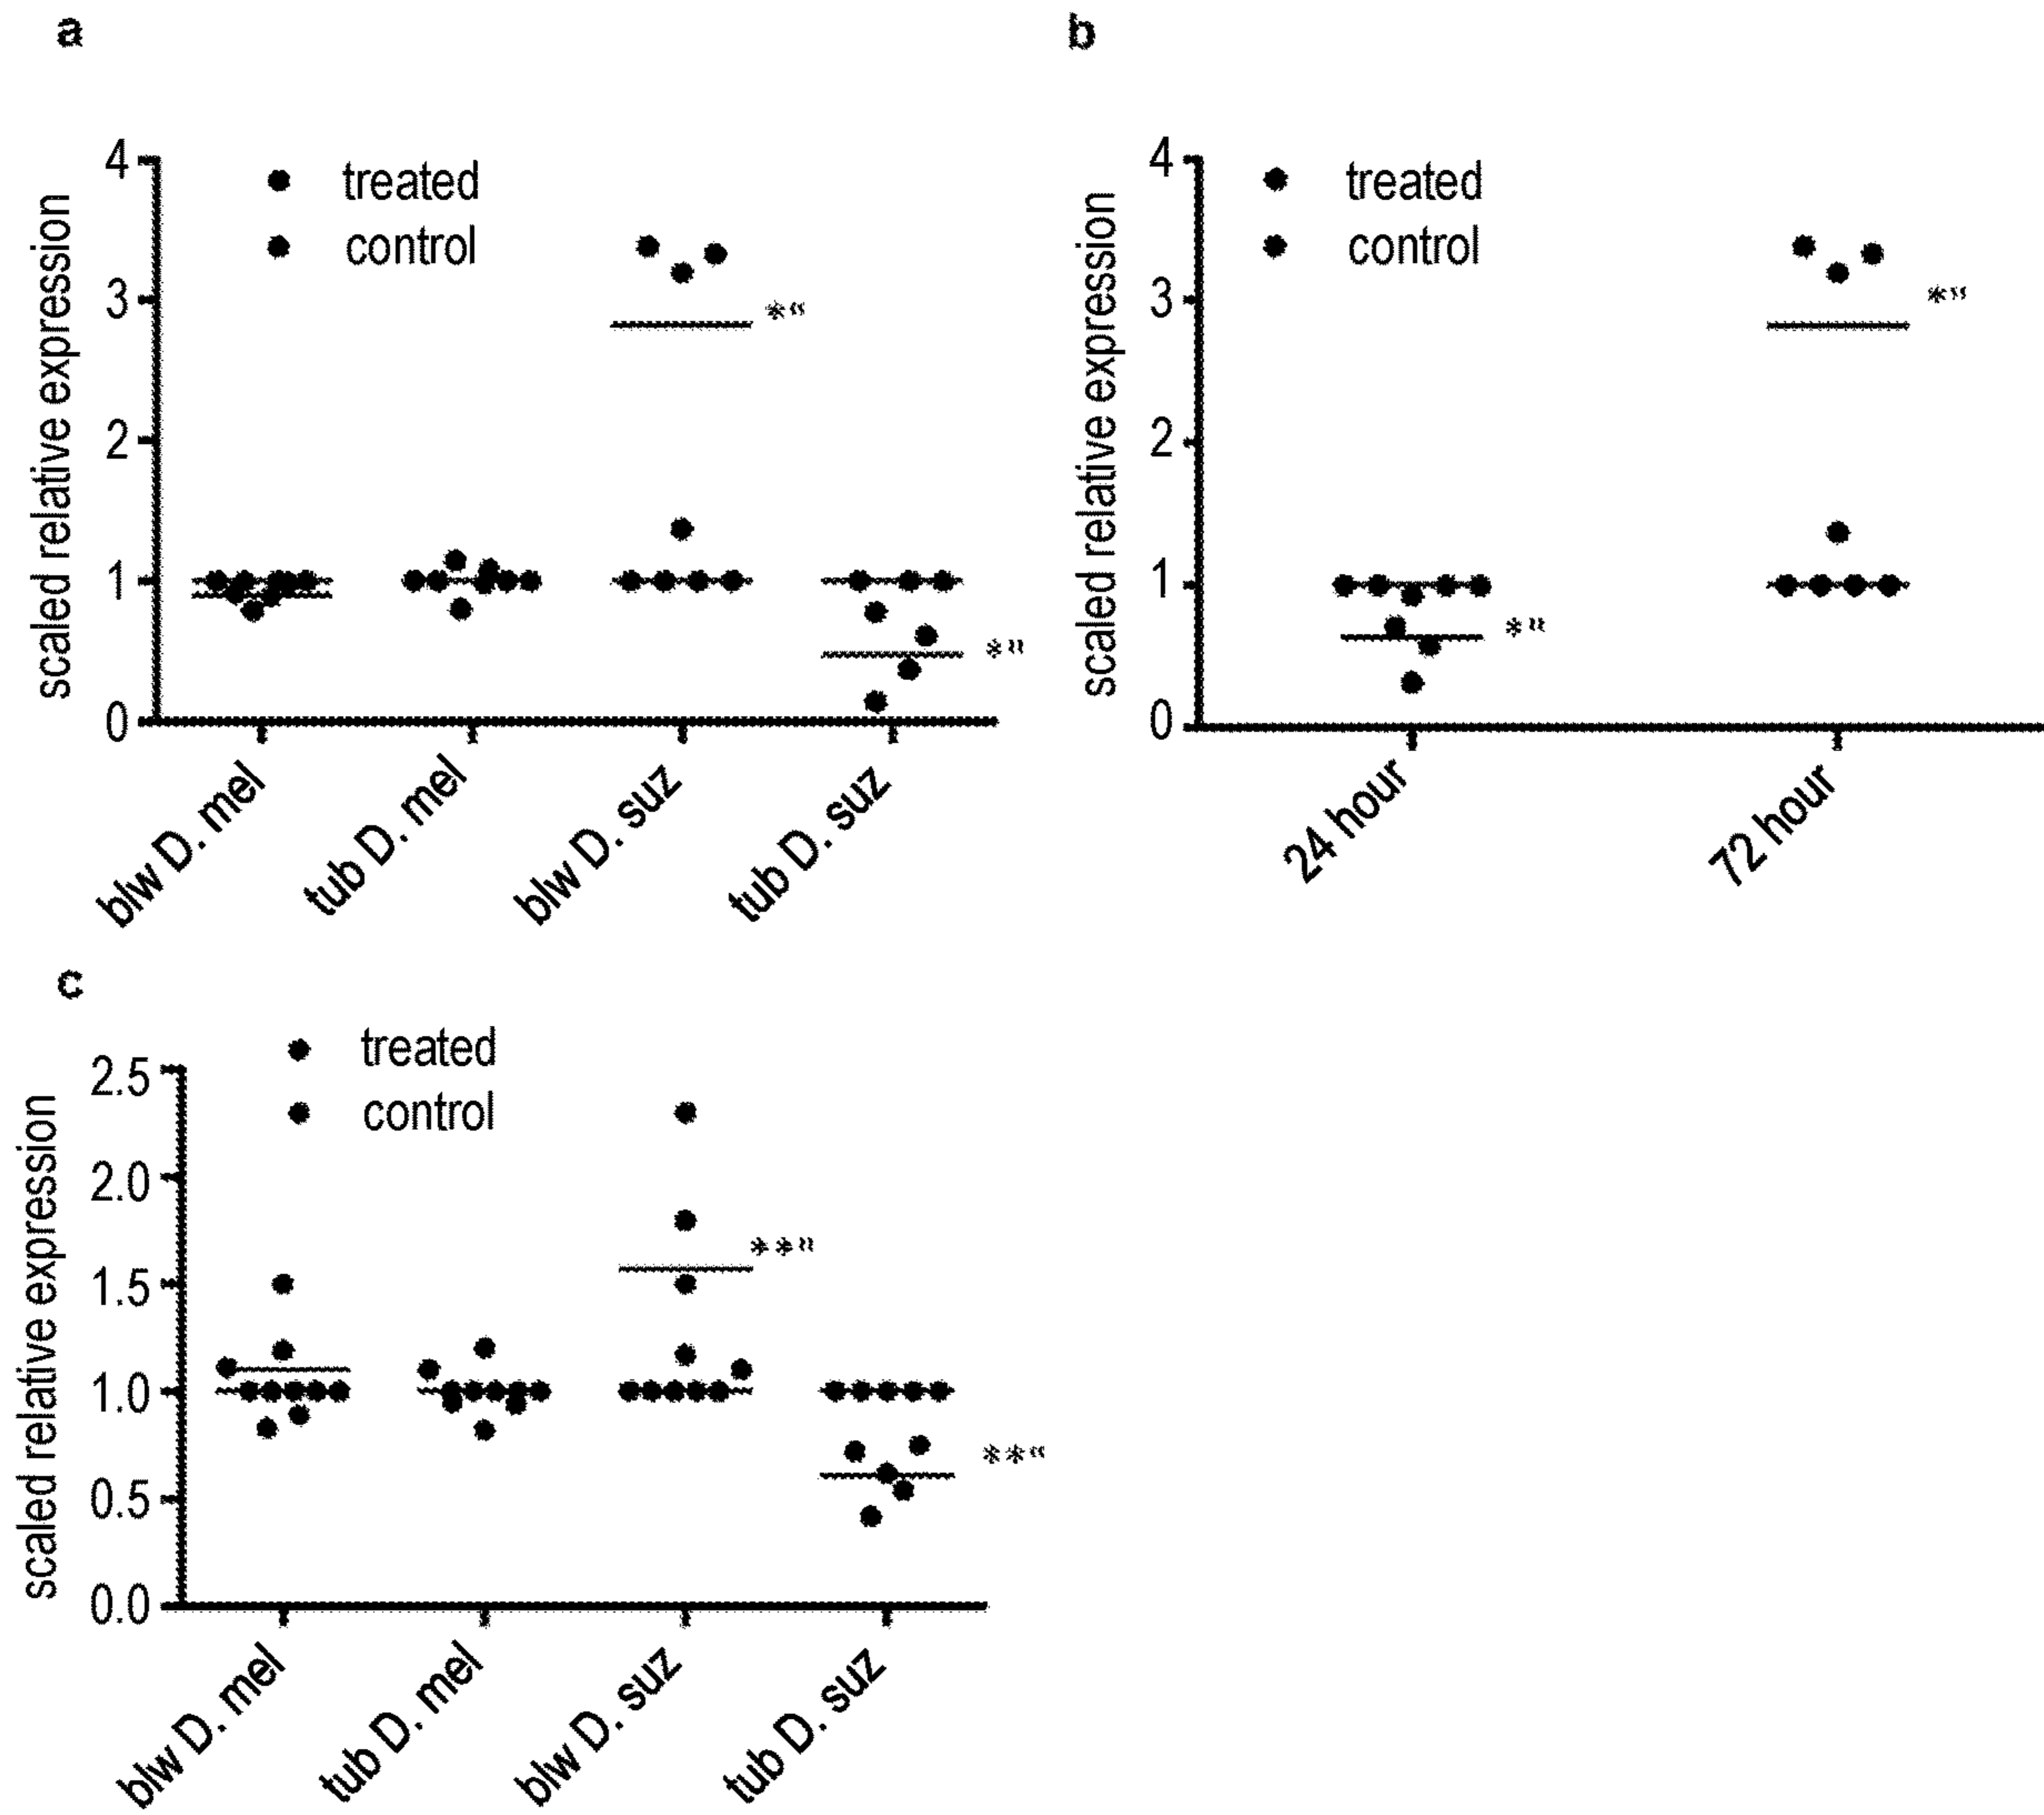 a
4
3
2
1
0
scaled relative expression
treated
control
*"
*"
blw D. mel
tub D. mel
blw D. suz
tub D. suz
b
4
3
2
1
0
scaled relative expression
treated
control
*"
*"
24 hour
72 hour
c
2.5
2.0
1.5
1.0
0.5
0.0
scaled relative expression
treated
control
**"
**"
blw D. mel
tub D. mel
blw D. suz
tub D. suz